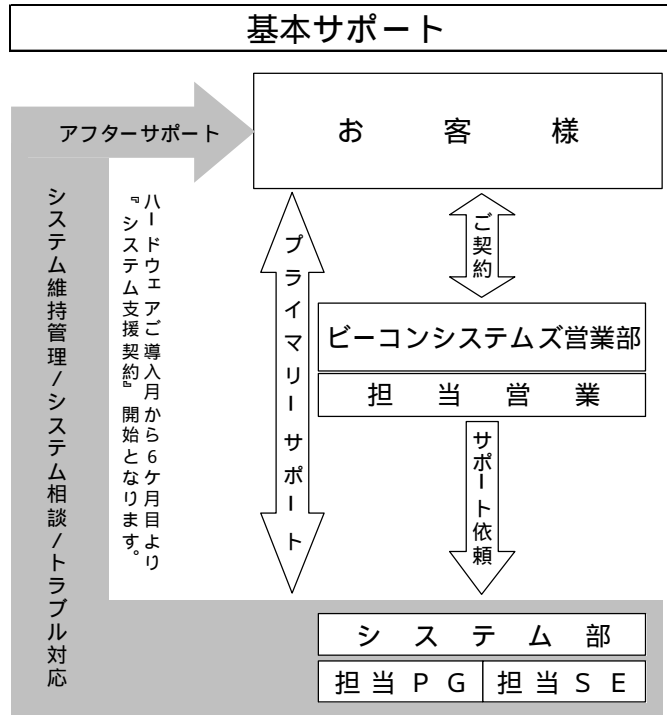 基本サポート
アフターサポート
お客様
システム維持管理/システム相談/トラブル対応
ハードウェアご導入月から6ケ月目より
『システム支援契約』開始となります。
プライマリーサポート
ご契約
ビーコンシステムズ営業部
担当営業
サポート依頼
システム部
担当PG
担当SE